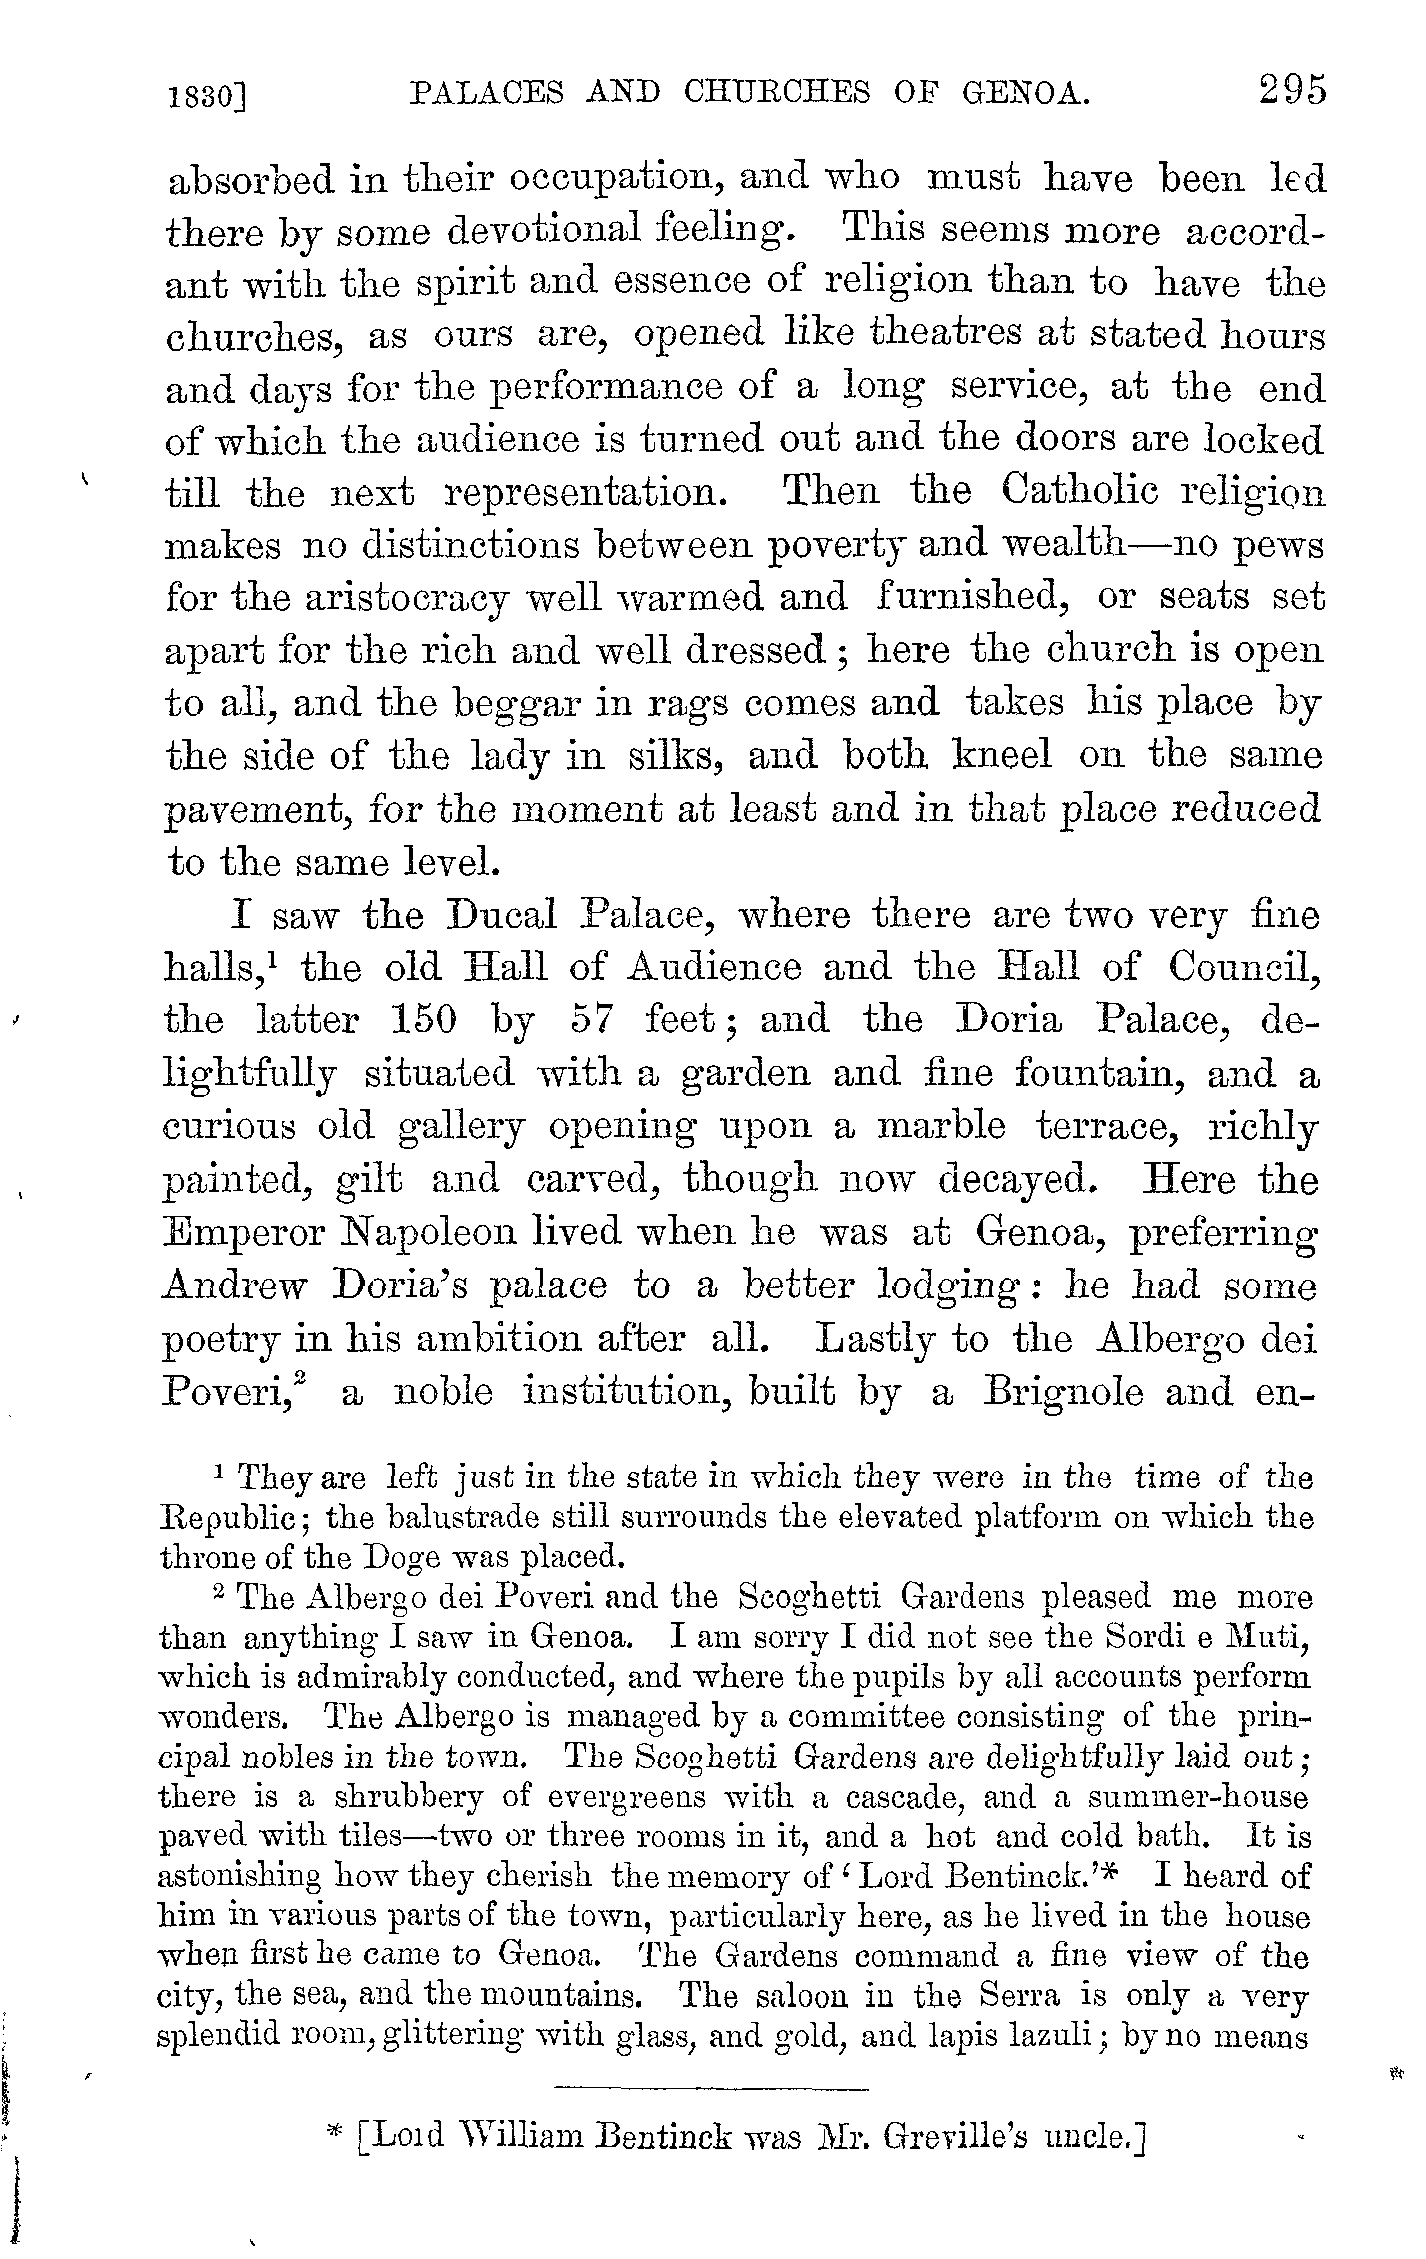 1830] PALACES AND CHURCHES OF GENOA. 295
absorbed in their occupation, and who must have been led
there by some devotional feeling. This seems more accord-
ant with the spirit and essence of religion than to have the
churches, as ours are, opened like theatres at stated hours
and days for the performance of a long service, at the end
of which the audience is turned out and the doors are locked
till the next representation. Then the Catholic religion
makes no distinctions between poverty and wealth—no pews
for the aristocracy well warmed and furnished, or seats set
apart for the rich and well dressed; here the church is open
to all, and the beggar in rags comes and takes his place by
the side of the lady in silks, and both kneel on the same
pavement, for the moment at least and in that place reduced
to the same level.
I saw the Ducal Palace, where there are two very fine
halls,¹ the old Hall of Audience and the Hall of Council,
the latter 150 by 57 feet; and the Doria Palace, de-
lightfully situated with a garden and fine fountain, and a
curious old gallery opening upon a marble terrace, richly
painted, gilt and carved, though now decayed. Here the
Emperor Napoleon lived when he was at Genoa, preferring
Andrew Doria's palace to a better lodging: he had some
poetry in his ambition after all. Lastly to the Albergo dei
Poveri,² a noble institution, built by a Brignole and en-
¹ They are left just in the state in which they were in the time of the
Republic; the balustrade still surrounds the elevated platform on which the
throne of the Doge was placed.
² The Albergo dei Poveri and the Scoghetti Gardens pleased me more
than anything I saw in Genoa. I am sorry I did not see the Sordi e Muti,
which is admirably conducted, and where the pupils by all accounts perform
wonders. The Albergo is managed by a committee consisting of the prin-
cipal nobles in the town. The Scoghetti Gardens are delightfully laid out;
there is a shrubbery of evergreens with a cascade, and a summer-house
paved with tiles—two or three rooms in it, and a hot and cold bath. It is
astonishing how they cherish the memory of 'Lord Bentinck.'* I heard of
him in various parts of the town, particularly here, as he lived in the house
when first he came to Genoa. The Gardens command a fine view of the
city, the sea, and the mountains. The saloon in the Serra is only a very
splendid room, glittering with glass, and gold, and lapis lazuli; by no means
* [Lord William Bentinck was Mr. Greville's uncle.]